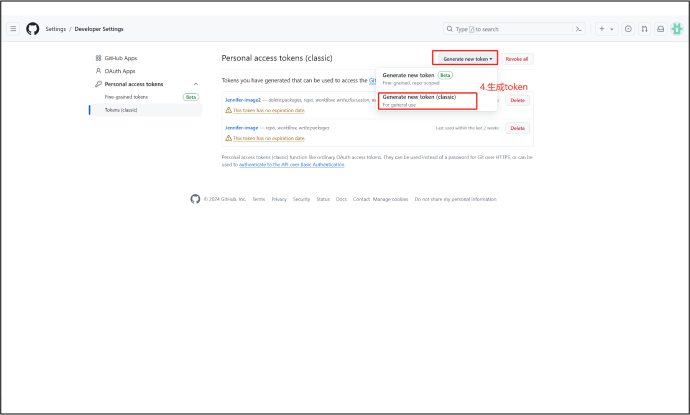 Settings / Developer Settings
Type / to search
GitHub Apps
OAuth Apps
Personal access tokens
Fine-grained tokens Beta
Tokens (classic)
Personal access tokens (classic)
Generate new token
Revoke all
Tokens you have generated that can be used to access the
Generate new token Beta
Fine-grained, repo-scoped
4.生成token
Generate new token (classic)
For general use
Jennifer-image2 — delete:packages, repo, workflow, write:discussion,
Delete
This token has no expiration date.
Jennifer-image — repo, workflow, write:packages
Last used within the last 2 weeks
Delete
This token has no expiration date.
Personal access tokens (classic) function like ordinary OAuth access tokens. They can be used instead of a password for Git over HTTPS, or can be
used to authenticate to the API over Basic Authentication
© 2024 GitHub, Inc. Terms Privacy Security Status Docs Contact Manage cookies Do not share my personal information